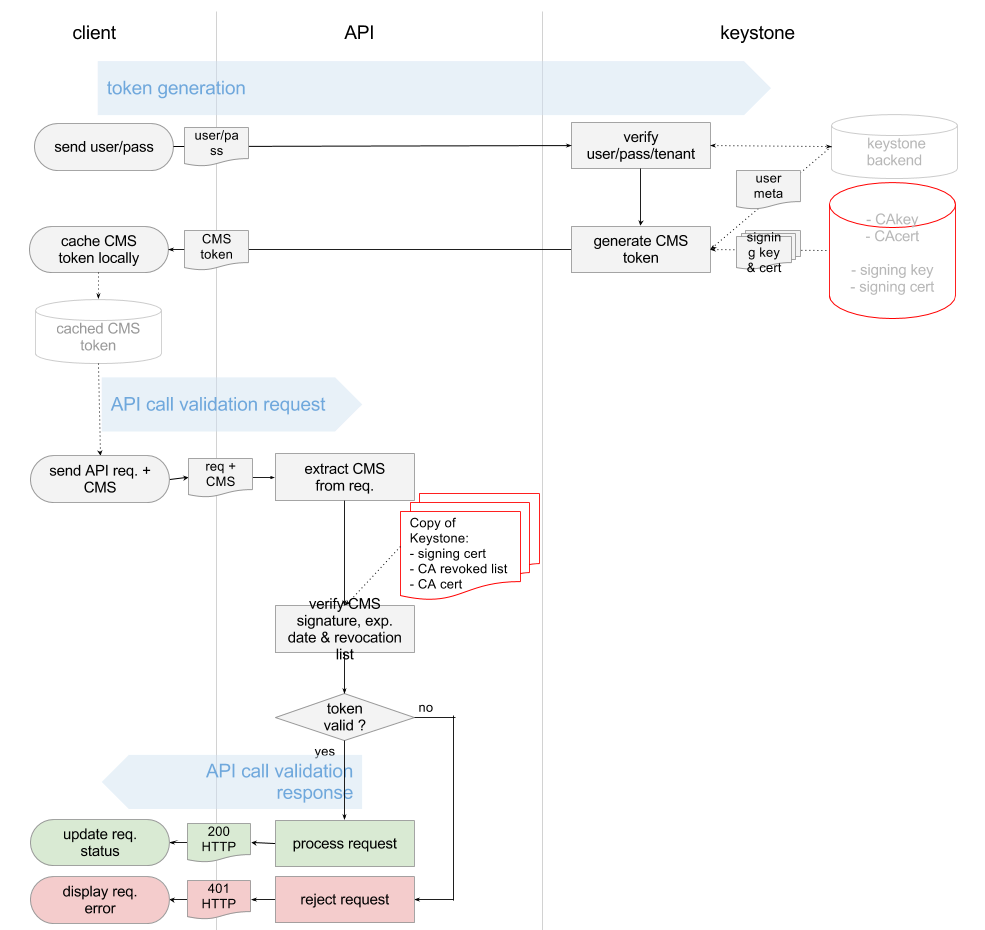 client
API
keystone
token generation
send user/pass
user/pa
ss
verify
user/pass/tenant
keystone
backend
user
meta
cache CMS
token locally
CMS
token
generate CMS
token
signin
g key
& cert
- CAkey
- CAcert
- signing key
- signing cert
cached CMS
token
API call validation request
send API req. +
CMS
req +
CMS
extract CMS
from req.
Copy of
Keystone:
- signing cert
- CA revoked list
- CA cert
verify CMS
signature, exp.
date & revocation
list
token
valid ?
no
yes
API call validation
response
update req.
status
200
HTTP
process request
display req.
error
401
HTTP
reject request